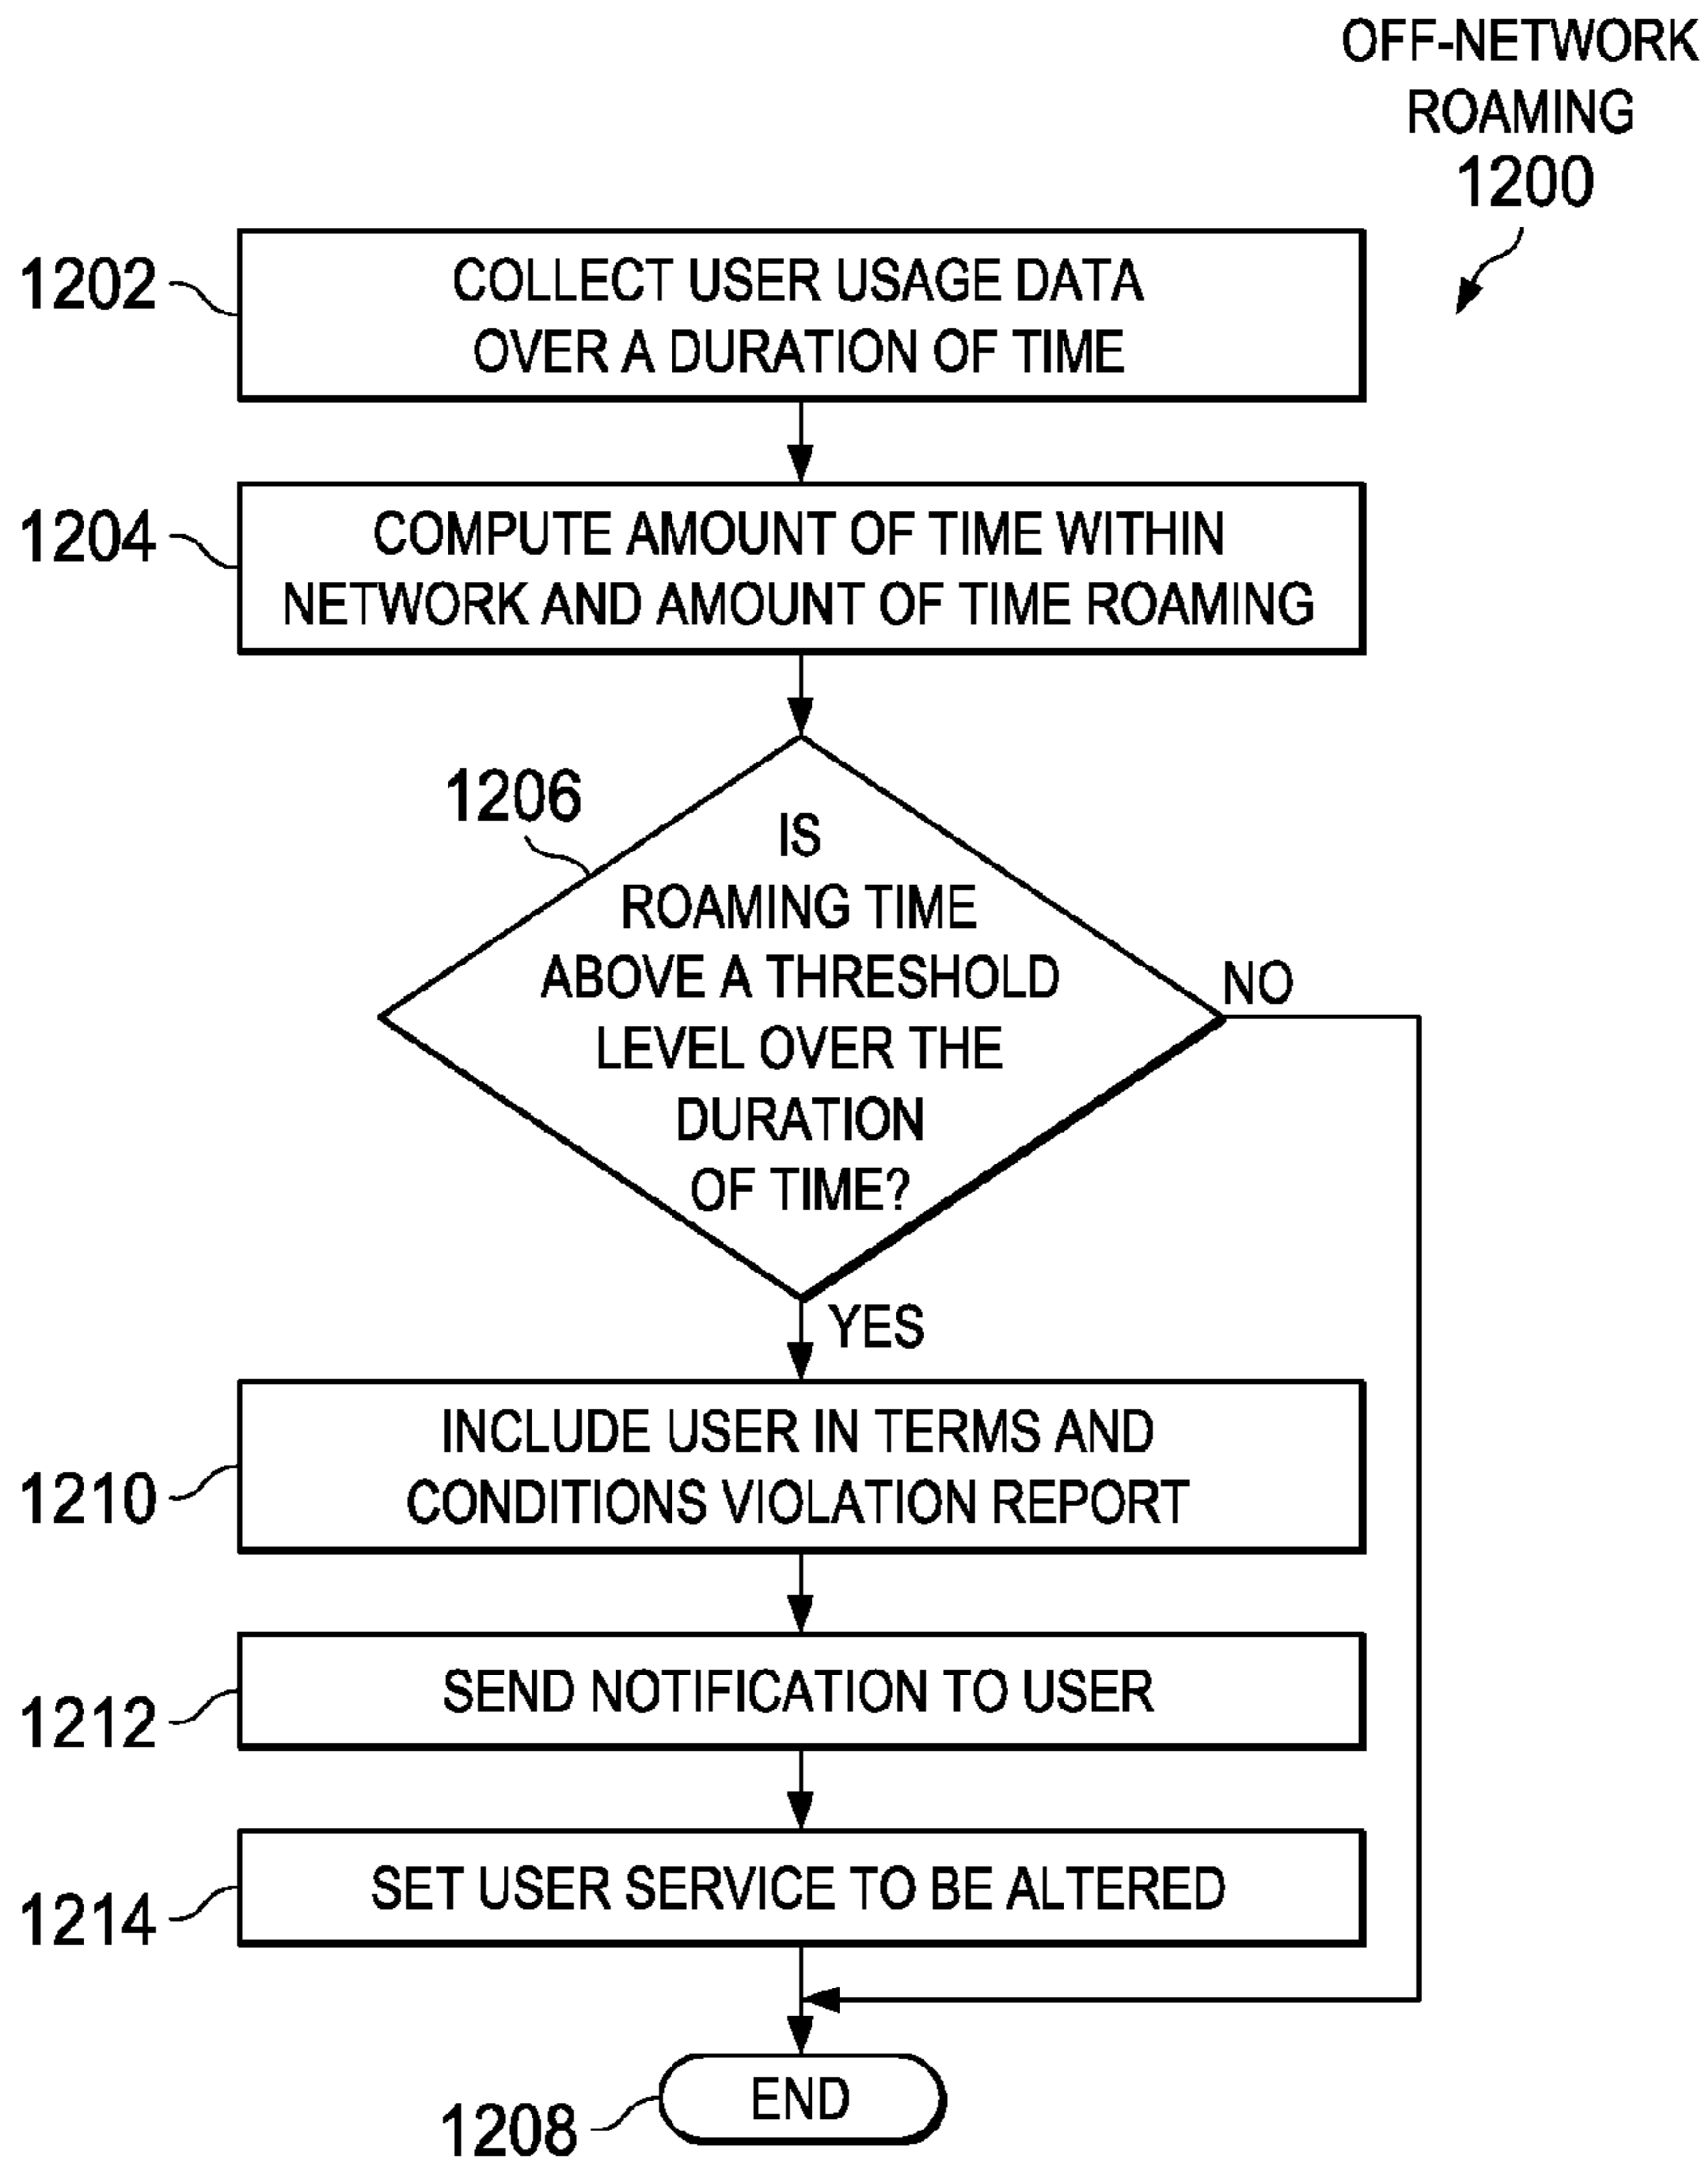 OFF-NETWORK
ROAMING
1200
1202
COLLECT USER USAGE DATA
OVER A DURATION OF TIME
1204
COMPUTE AMOUNT OF TIME WITHIN
NETWORK AND AMOUNT OF TIME ROAMING
1206
IS
ROAMING TIME
ABOVE A THRESHOLD
LEVEL OVER THE
DURATION
OF TIME?
NO
YES
1210
INCLUDE USER IN TERMS AND
CONDITIONS VIOLATION REPORT
1212
SEND NOTIFICATION TO USER
1214
SET USER SERVICE TO BE ALTERED
1208
END